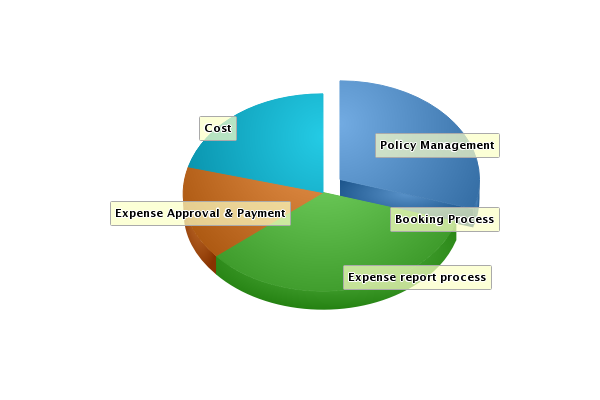 Cost
Policy Management
Expense Approval & Payment
Booking Process
Expense report process